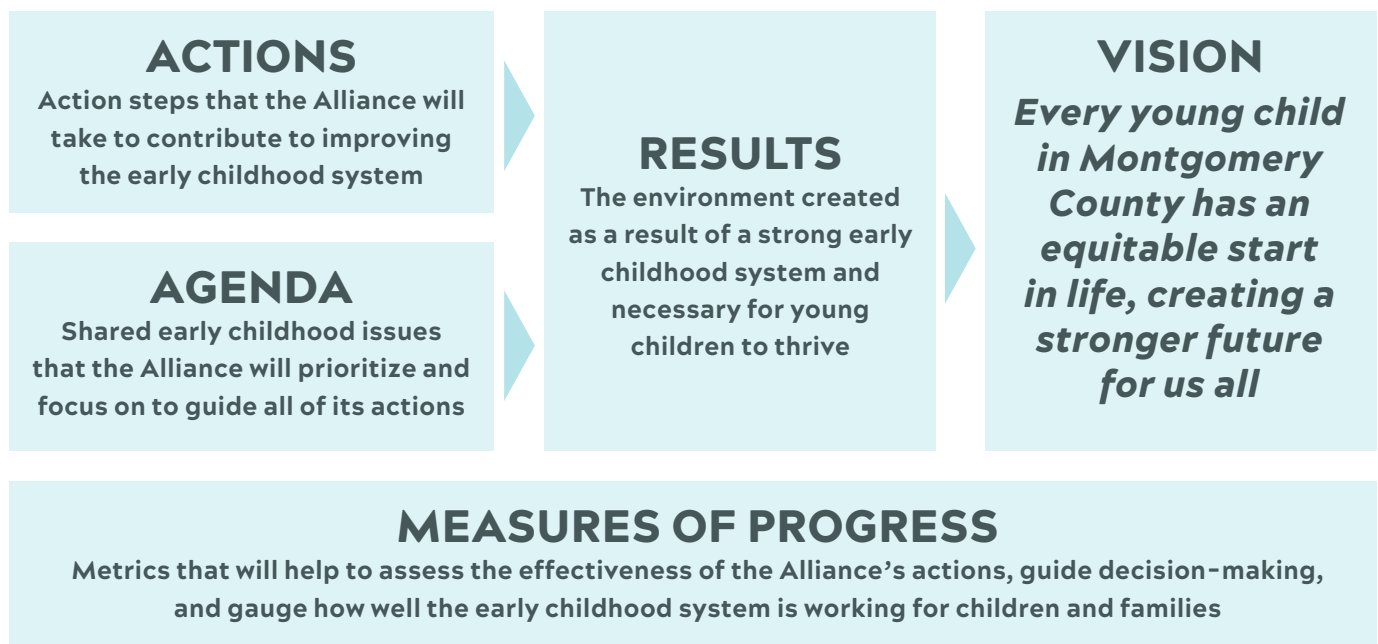 ACTIONS
Action steps that the Alliance will
take to contribute to improving
the early childhood system
AGENDA
Shared early childhood issues
that the Alliance will prioritize and
focus on to guide all of its actions
RESULTS
The environment created
as a result of a strong early
childhood system and
necessary for young
children to thrive
VISION
Every young child
in Montgomery
County has an
equitable start
in life, creating a
stronger future
for us all
MEASURES OF PROGRESS
Metrics that will help to assess the effectiveness of the Alliance’s actions, guide decision-making,
and gauge how well the early childhood system is working for children and families